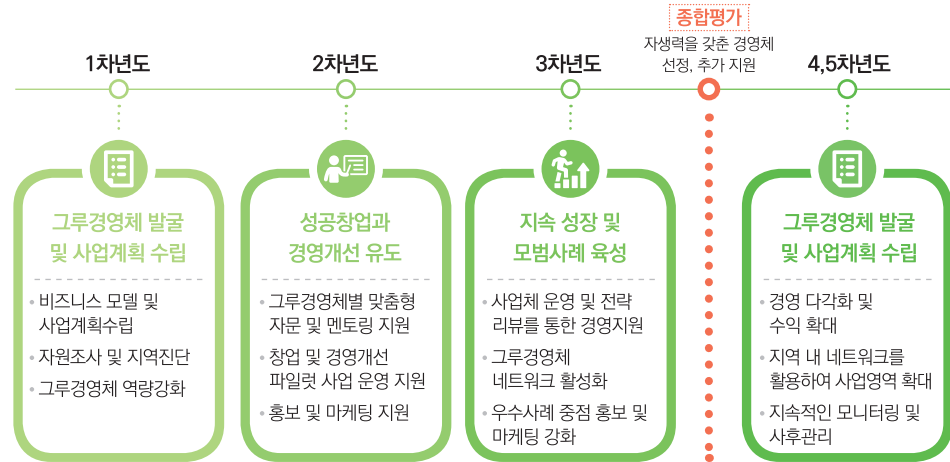 종합평가
자생력을 갖춘 경영체
선정, 추가 지원
1차년도
2차년도
3차년도
4,5차년도
그루경영체 발굴
및 사업계획 수립
• 비즈니스 모델 및
사업계획수립
• 자원조사 및 지역진단
• 그루경영체 역량강화
성공창업과
경영개선 유도
• 그루경영체별 맞춤형
자문 및 멘토링 지원
• 창업 및 경영개선
파일럿 사업 운영 지원
• 홍보 및 마케팅 지원
지속 성장 및
모범사례 육성
• 사업체 운영 및 전략
리뷰를 통한 경영지원
• 그루경영체
네트워크 활성화
• 우수사례 중점 홍보 및
마케팅 강화
그루경영체 발굴
및 사업계획 수립
• 경영 다각화 및
수익 확대
• 지역 내 네트워크를
활용하여 사업영역 확대
• 지속적인 모니터링 및
사후관리